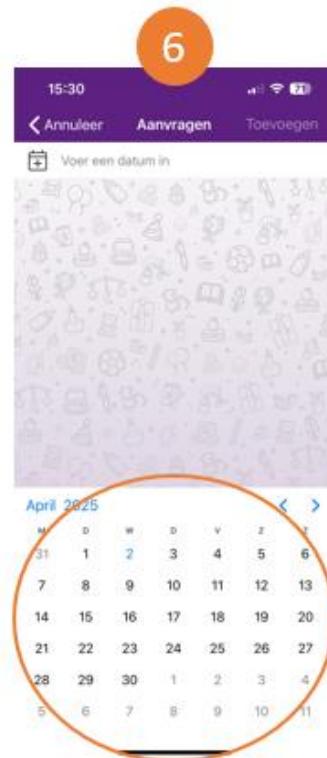 6
15:30 71
Annuleer Aanvragen Toevoegen
Voer een datum in
April 2025
M D W D V Z Z
31 1 2 3 4 5 6
7 8 9 10 11 12 13
14 15 16 17 18 19 20
21 22 23 24 25 26 27
28 29 30 1 2 3 4
5 6 7 8 9 10 11